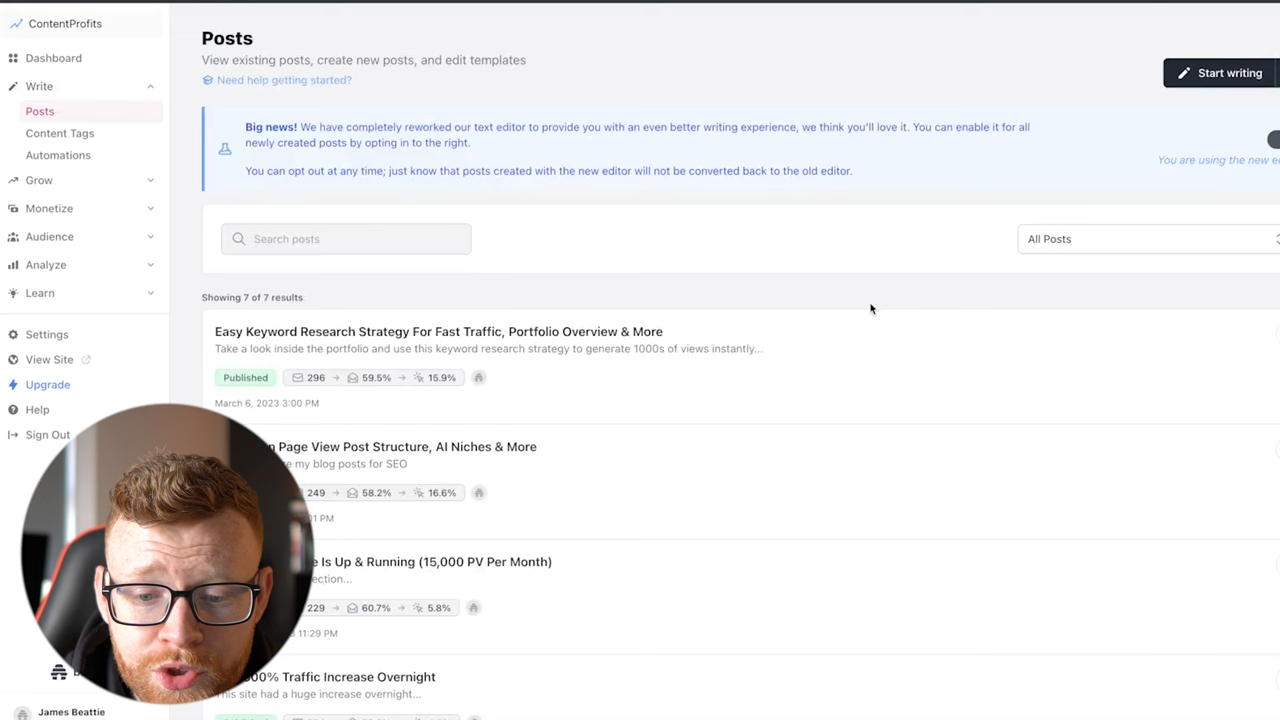 ContentProfits
Dashboard
Write
Posts
Content Tags
Automations
Grow
Monetize
Audience
Analyze
Learn
Settings
View Site
Upgrade
Help
Sign Out
James Beattie
Posts
View existing posts, create new posts, and edit templates
Need help getting started?
Start writing
Big news! We have completely reworked our text editor to provide you with an even better writing experience, we think you'll love it. You can enable it for all
newly created posts by opting in to the right.
You can opt out at any time; just know that posts created with the new editor will not be converted back to the old editor.
You are using the new
Search posts
All Posts
Showing 7 of 7 results
Easy Keyword Research Strategy For Fast Traffic, Portfolio Overview & More
Take a look inside the portfolio and use this keyword research strategy to generate 1000s of views instantly...
Published 296 → 59.5% → 15.9%
March 6, 2023 3:00 PM
Page View Post Structure, AI Niches & More
my blog posts for SEO
249 → 58.2% → 16.6%
PM
Is Up & Running (15,000 PV Per Month)
229 → 60.7% → 5.8%
11:29 PM
Traffic Increase Overnight
This site had a huge increase overnight...